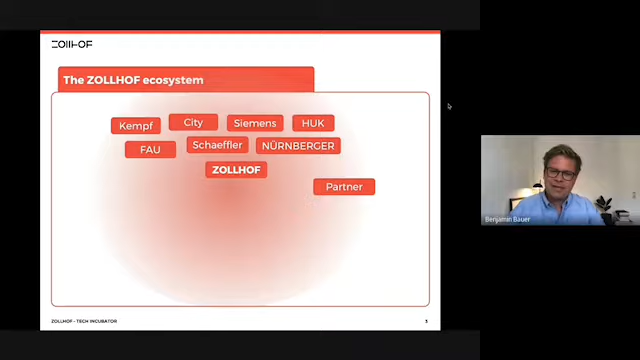 ZOLLHOF
The ZOLLHOF ecosystem
Kempf
City
Siemens
HUK
FAU
Schaeffler
NÜRNBERGER
ZOLLHOF
Partner
Benjamin Bauer
ZOLLHOF - TECH INCUBATOR
3